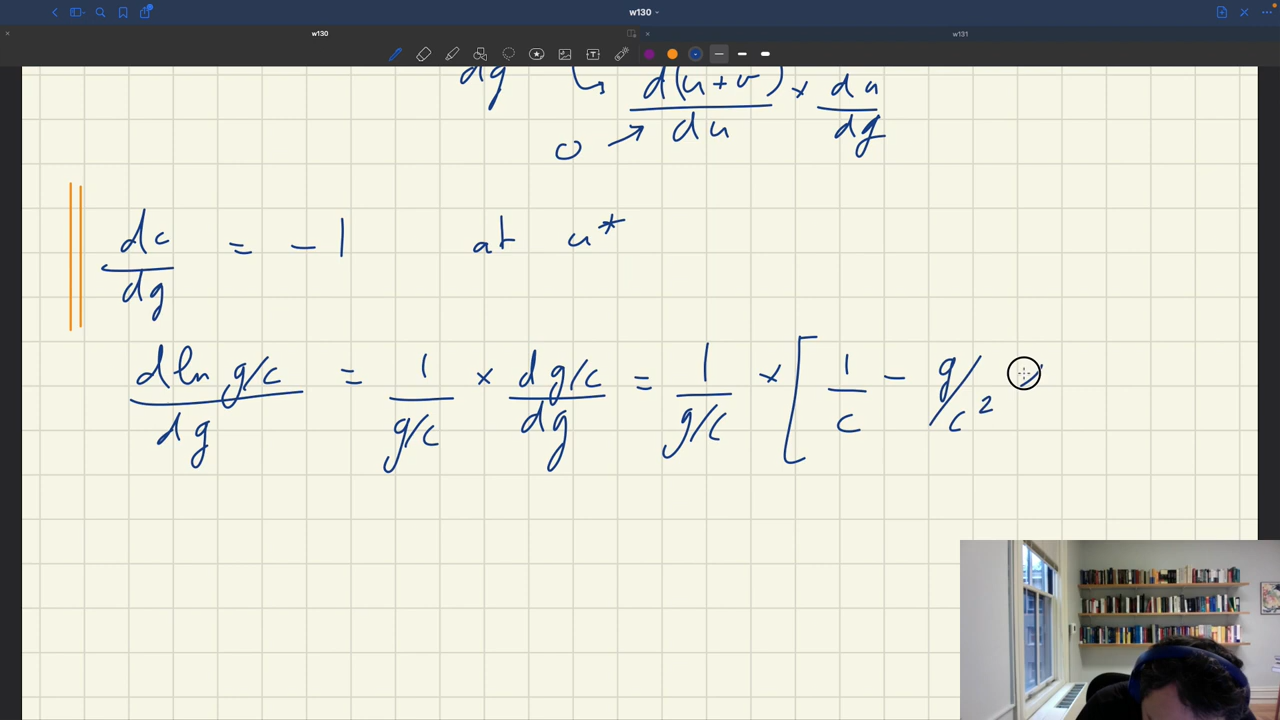 w130
w130
w131
dg d(u+v) × du
0 → du dg
dc/dg = - 1 at u*
d ln g/c / dg = 1 / g/c × d g/c / dg = 1 / g/c × [ 1/c - g/c²